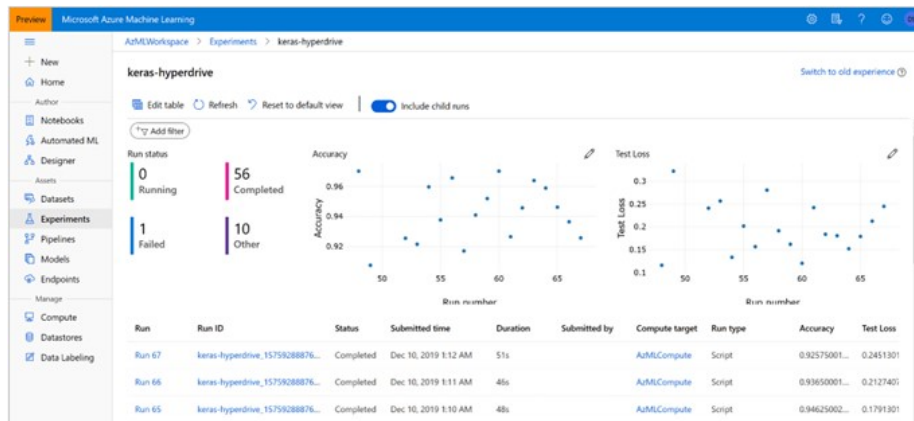 Preview Microsoft Azure Machine Learning
AzMLWorkspace > Experiments > keras-hyperdrive
New
Home
Author
Notebooks
Automated ML
Designer
Assets
Datasets
Experiments
Pipelines
Models
Endpoints
Manage
Compute
Datastores
Data Labeling
keras-hyperdrive
Switch to old experience
Edit table Refresh Reset to default view Include child runs
Add filter
Run status
0
Running
56
Completed
1
Failed
10
Other
Accuracy
Accuracy
0.96
0.94
0.92
50 55 60 65
Run number
Test Loss
Test Loss
0.3
0.25
0.2
0.15
0.1
50 55 60 65
Run number
Run Run ID Status Submitted time Duration Submitted by Compute target Run type Accuracy Test Loss
Run 67 keras-hyperdrive_15759288876... Completed Dec 10, 2019 1:12 AM 51s AzMLCompute Script 0.92575001... 0.2451301
Run 66 keras-hyperdrive_15759288876... Completed Dec 10, 2019 1:11 AM 46s AzMLCompute Script 0.93650001... 0.2127407
Run 65 keras-hyperdrive_15759288876... Completed Dec 10, 2019 1:10 AM 48s AzMLCompute Script 0.94625002... 0.1791301